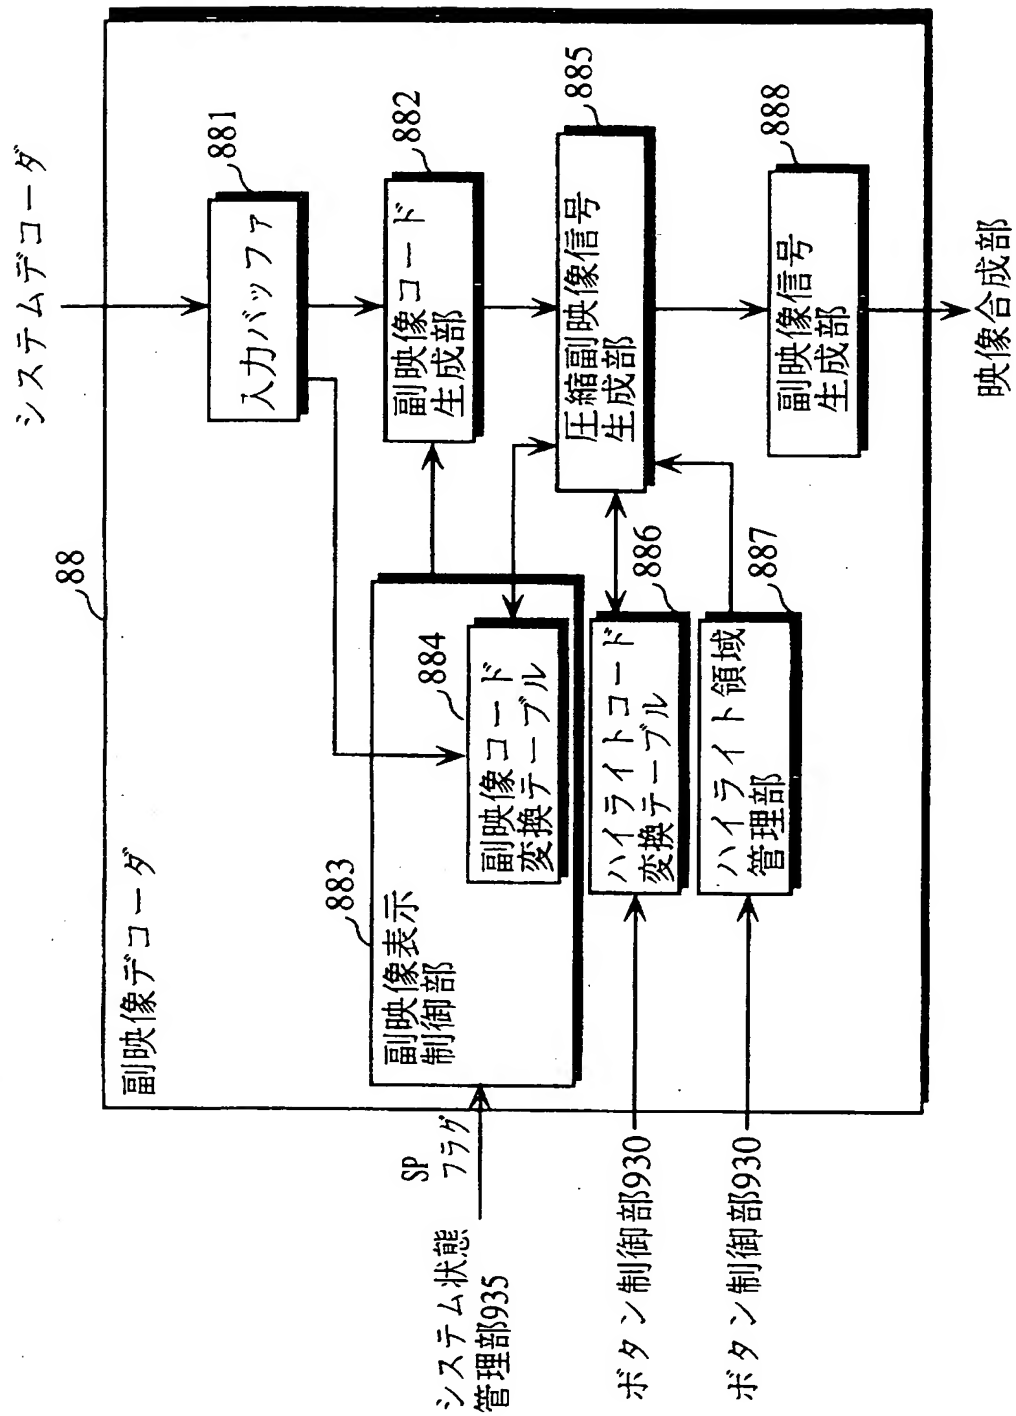 システムデコーダ
88
副映像デコーダ
881
入力バッファ
882
副映像コード
生成部
883
副映像表示
制御部
884
副映像コード
変換テーブル
885
圧縮副映像信号
生成部
886
ハイライトコード
変換テーブル
887
ハイライト領域
管理部
888
副映像信号
生成部
SP
フラグ
システム状態
管理部935
ボタン制御部930
ボタン制御部930
映像合成部